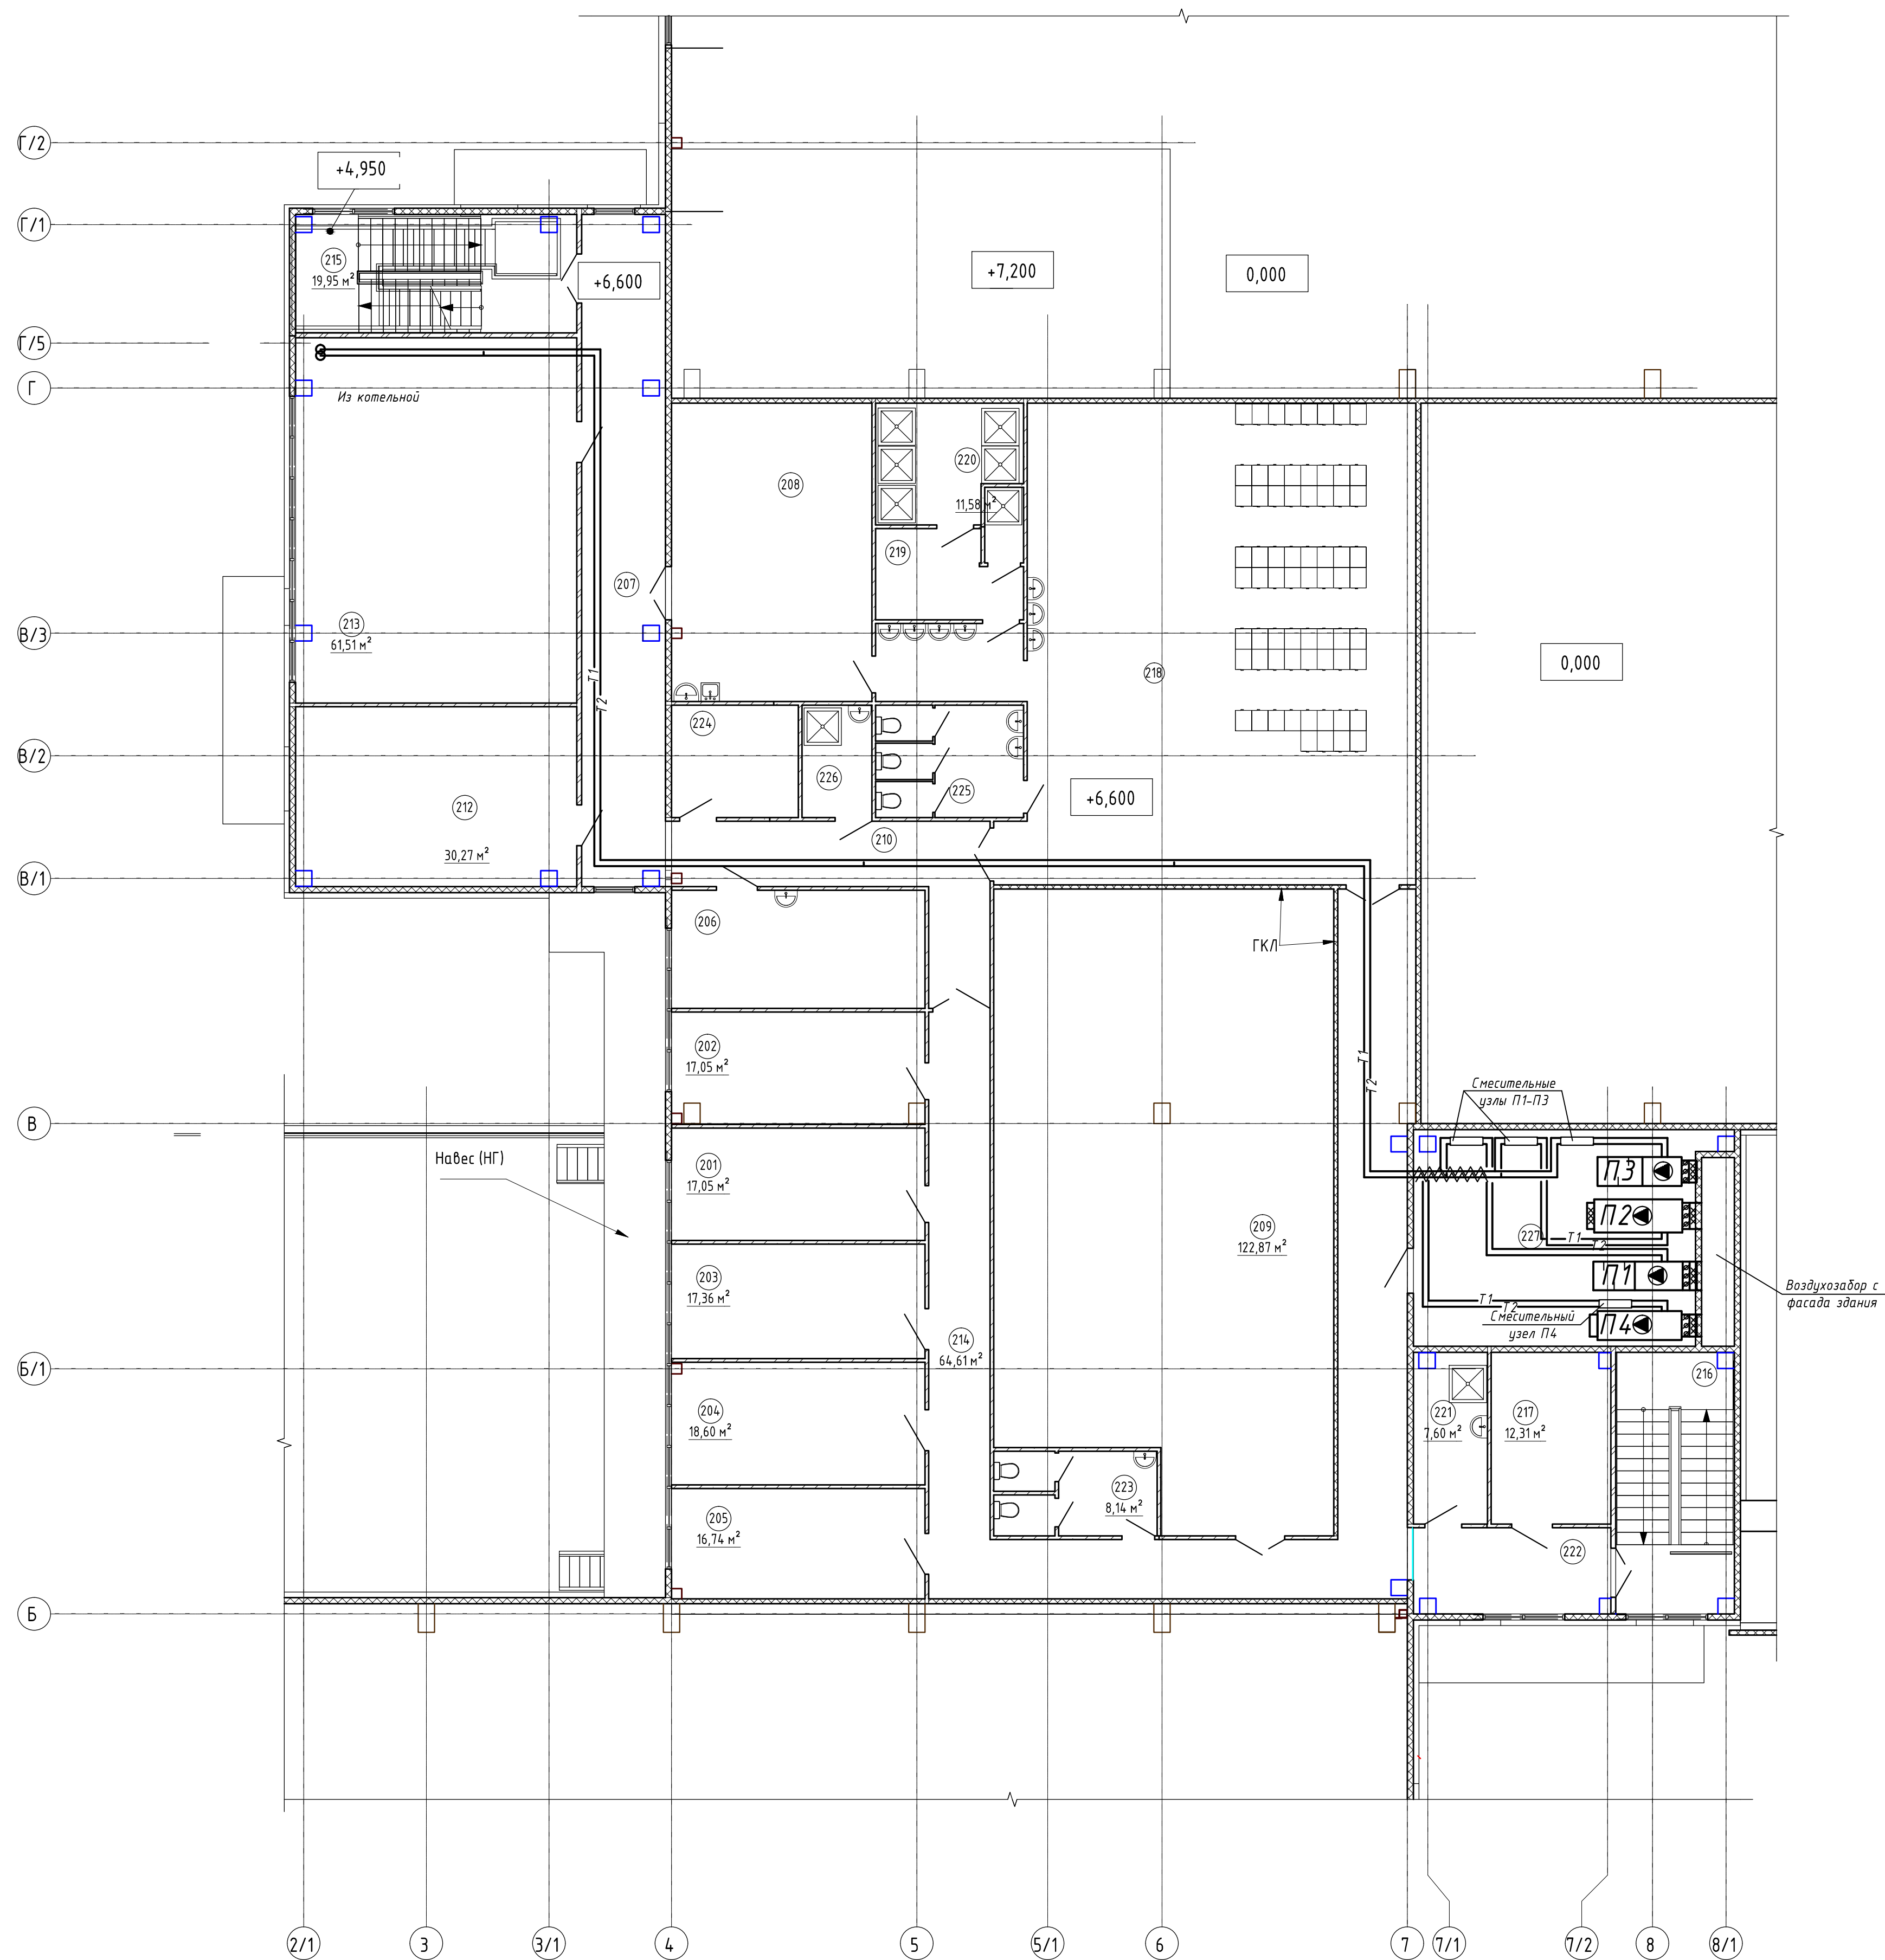 Г/2
+4,950
Г/1
215
19,95 м²
+6,600
+7,200
0,000
Г/5
Г
Из котельной
208
220
11,58 м²
219
207
В/3
213
61,51 м²
Т1
Т2
218
0,000
224
В/2
226
225
+6,600
212
30,27 м²
210
В/1
206
ГКЛ
202
17,05 м²
Т1
Т2
Смесительные
узлы П1-П3
В
Навес (НГ)
201
17,05 м²
П3
П2
209
122,87 м²
227
Т1
Т2
203
17,36 м²
П1
Воздухозабор с
фасада здания
Т1
Т2
Смесительный
узел П4
П4
214
64,61 м²
Б/1
216
204
18,60 м²
221
7,60 м²
217
12,31 м²
223
8,14 м²
205
16,74 м²
222
Б
2/1
3
3/1
4
5
5/1
6
7
7/1
7/2
8
8/1